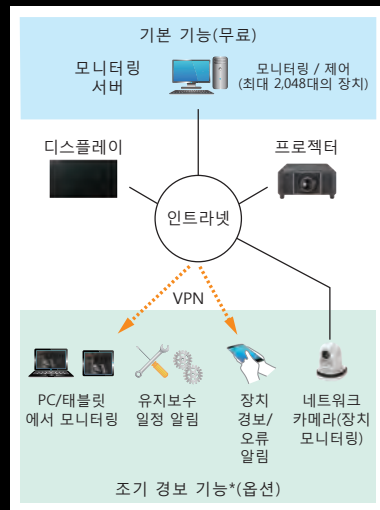 기본 기능(무료)
모니터링
서버
모니터링 / 제어
(최대 2,048대의 장치)
디스플레이
프로젝터
인트라넷
VPN
PC/태블릿
에서 모니터링
유지보수
일정 알림
장치
경보/
오류
알림
네트워크
카메라(장치
모니터링)
조기 경보 기능*(옵션)